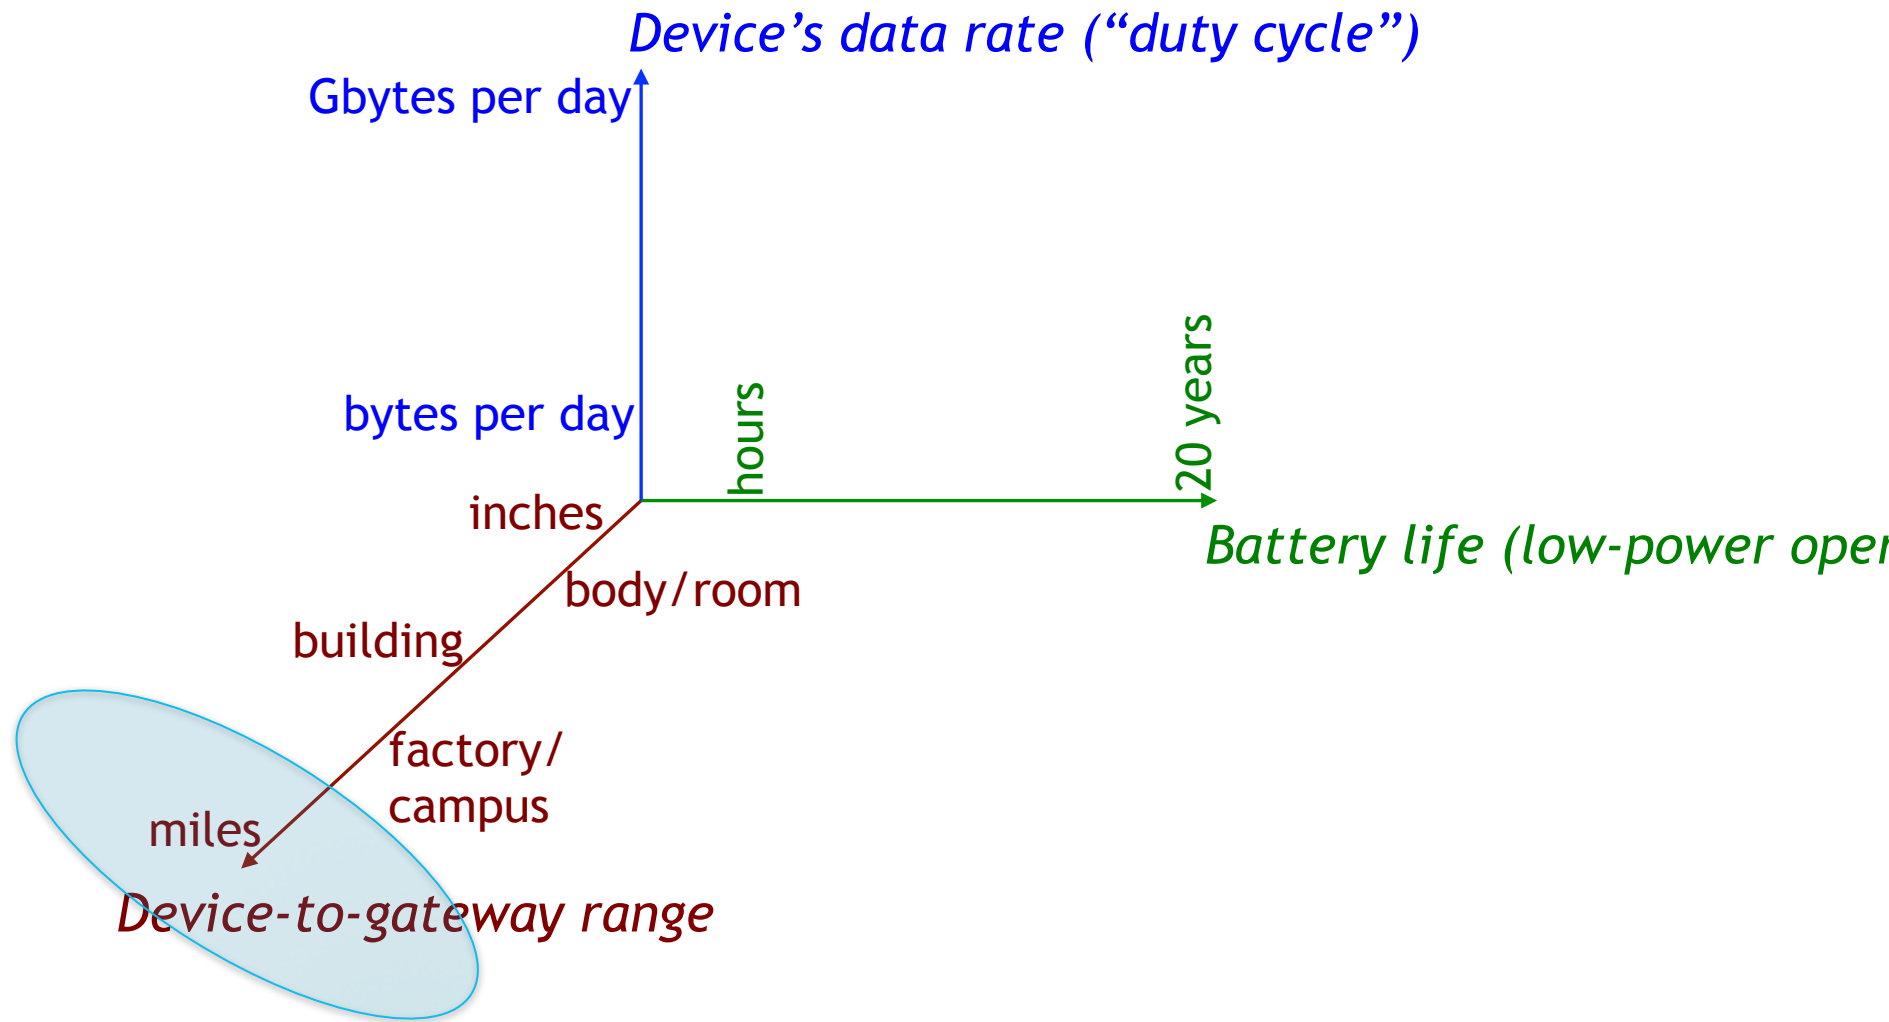 Device’s data rate (“duty cycle”)
Gbytes per day
bytes per day
hours
20 years
inches
Battery life (low-power oper
body/room
building
factory/
campus
miles
Device-to-gateway range